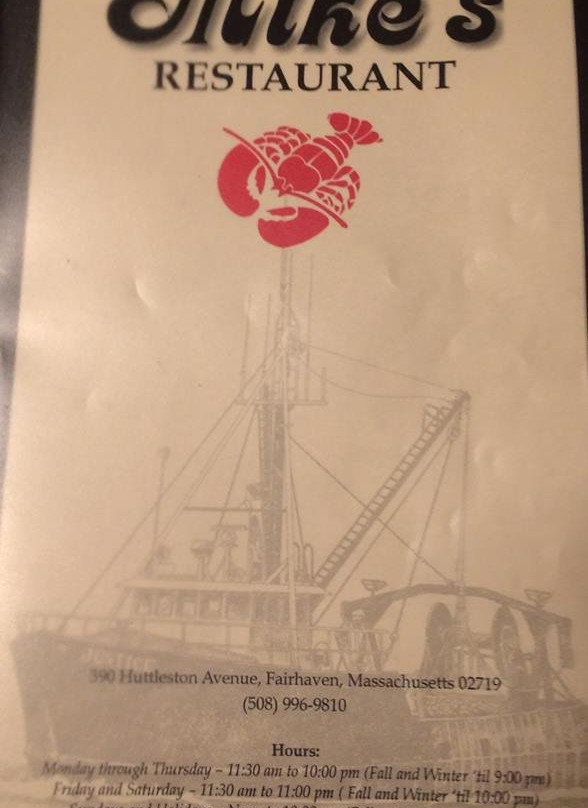 Mike's
RESTAURANT
390 Huttleston Avenue, Fairhaven, Massachusetts 02719
(508) 996-9810
Hours:
Monday through Thursday – 11:30 am to 10:00 pm (Fall and Winter 'til 9:00 pm)
Friday and Saturday – 11:30 am to 11:00 pm ( Fall and Winter 'til 10:00 pm)